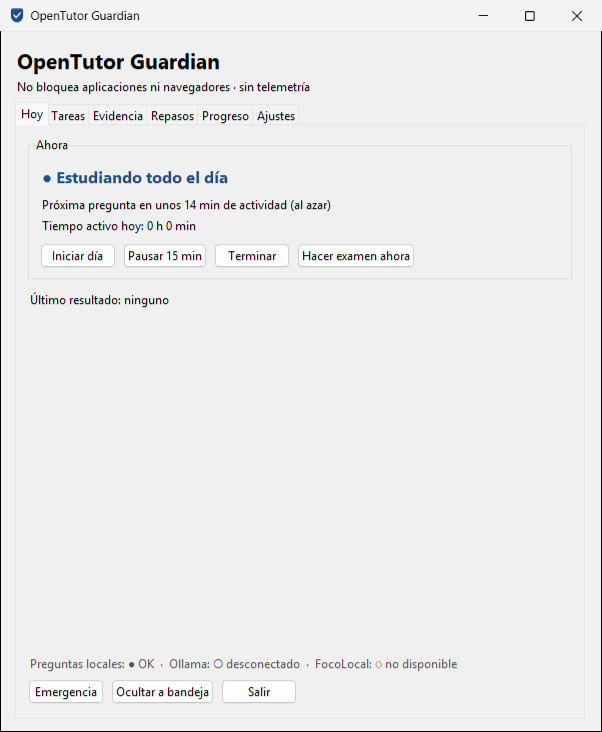 OpenTutor Guardian
OpenTutor Guardian
No bloquea aplicaciones ni navegadores · sin telemetría
Hoy Tareas Evidencia Repasos Progreso Ajustes
Ahora
● Estudiando todo el día
Próxima pregunta en unos 14 min de actividad (al azar)
Tiempo activo hoy: 0 h 0 min
Iniciar día Pausar 15 min Terminar Hacer examen ahora
Último resultado: ninguno
Preguntas locales: ● OK · Ollama: ○ desconectado · FocoLocal: ○ no disponible
Emergencia Ocultar a bandeja Salir